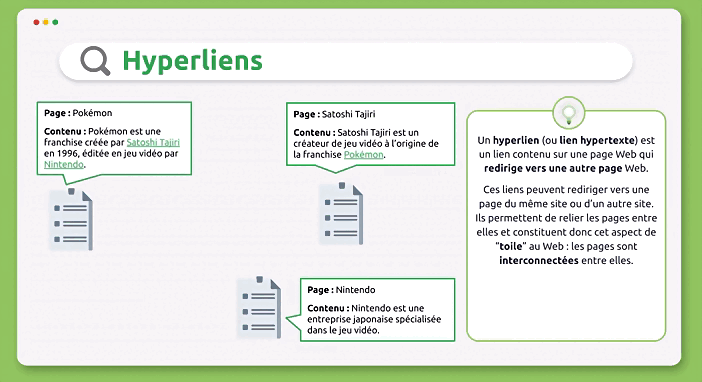 Hyperliens
Page : Pokémon
Contenu : Pokémon est une
franchise créée par Satoshi Tajiri
en 1996, éditée en jeu vidéo par
Nintendo.
Page : Satoshi Tajiri
Contenu : Satoshi Tajiri est un
créateur de jeu vidéo à l'origine de
la franchise Pokémon.
Page : Nintendo
Contenu : Nintendo est une
entreprise japonaise spécialisée
dans le jeu vidéo.
Un hyperlien (ou lien hypertexte) est
un lien contenu sur une page Web qui
redirige vers une autre page Web.
Ces liens peuvent rediriger vers une
page du même site ou d'un autre site.
Ils permettent de relier les pages entre
elles et constituent donc cet aspect de
"toile" au Web : les pages sont
interconnectées entre elles.